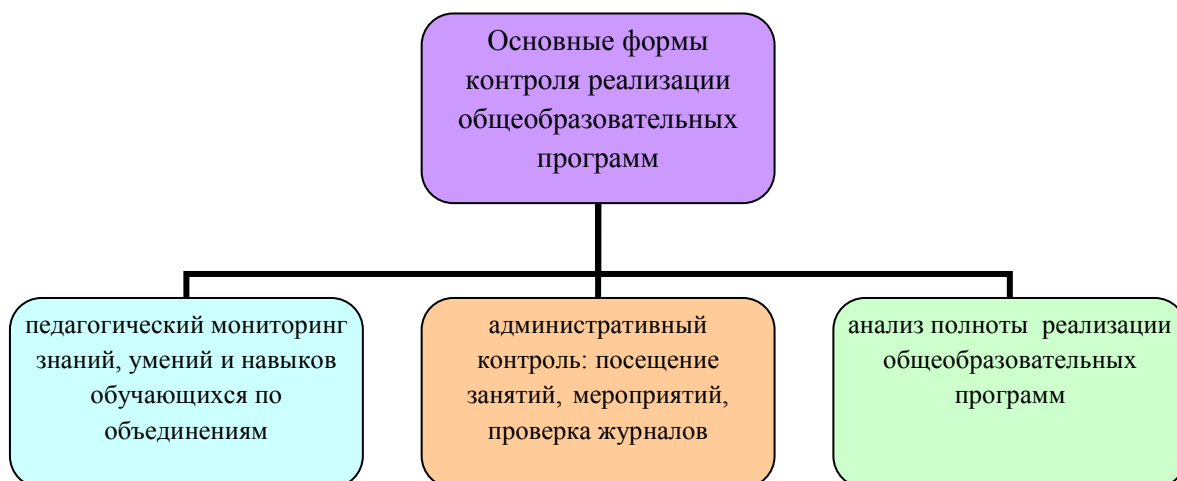 Основные формы
контроля реализации
общеобразовательных
программ
педагогический мониторинг
знаний, умений и навыков
обучающихся по
объединениям
административный
контроль: посещение
занятий, мероприятий,
проверка журналов
анализ полноты реализации
общеобразовательных
программ